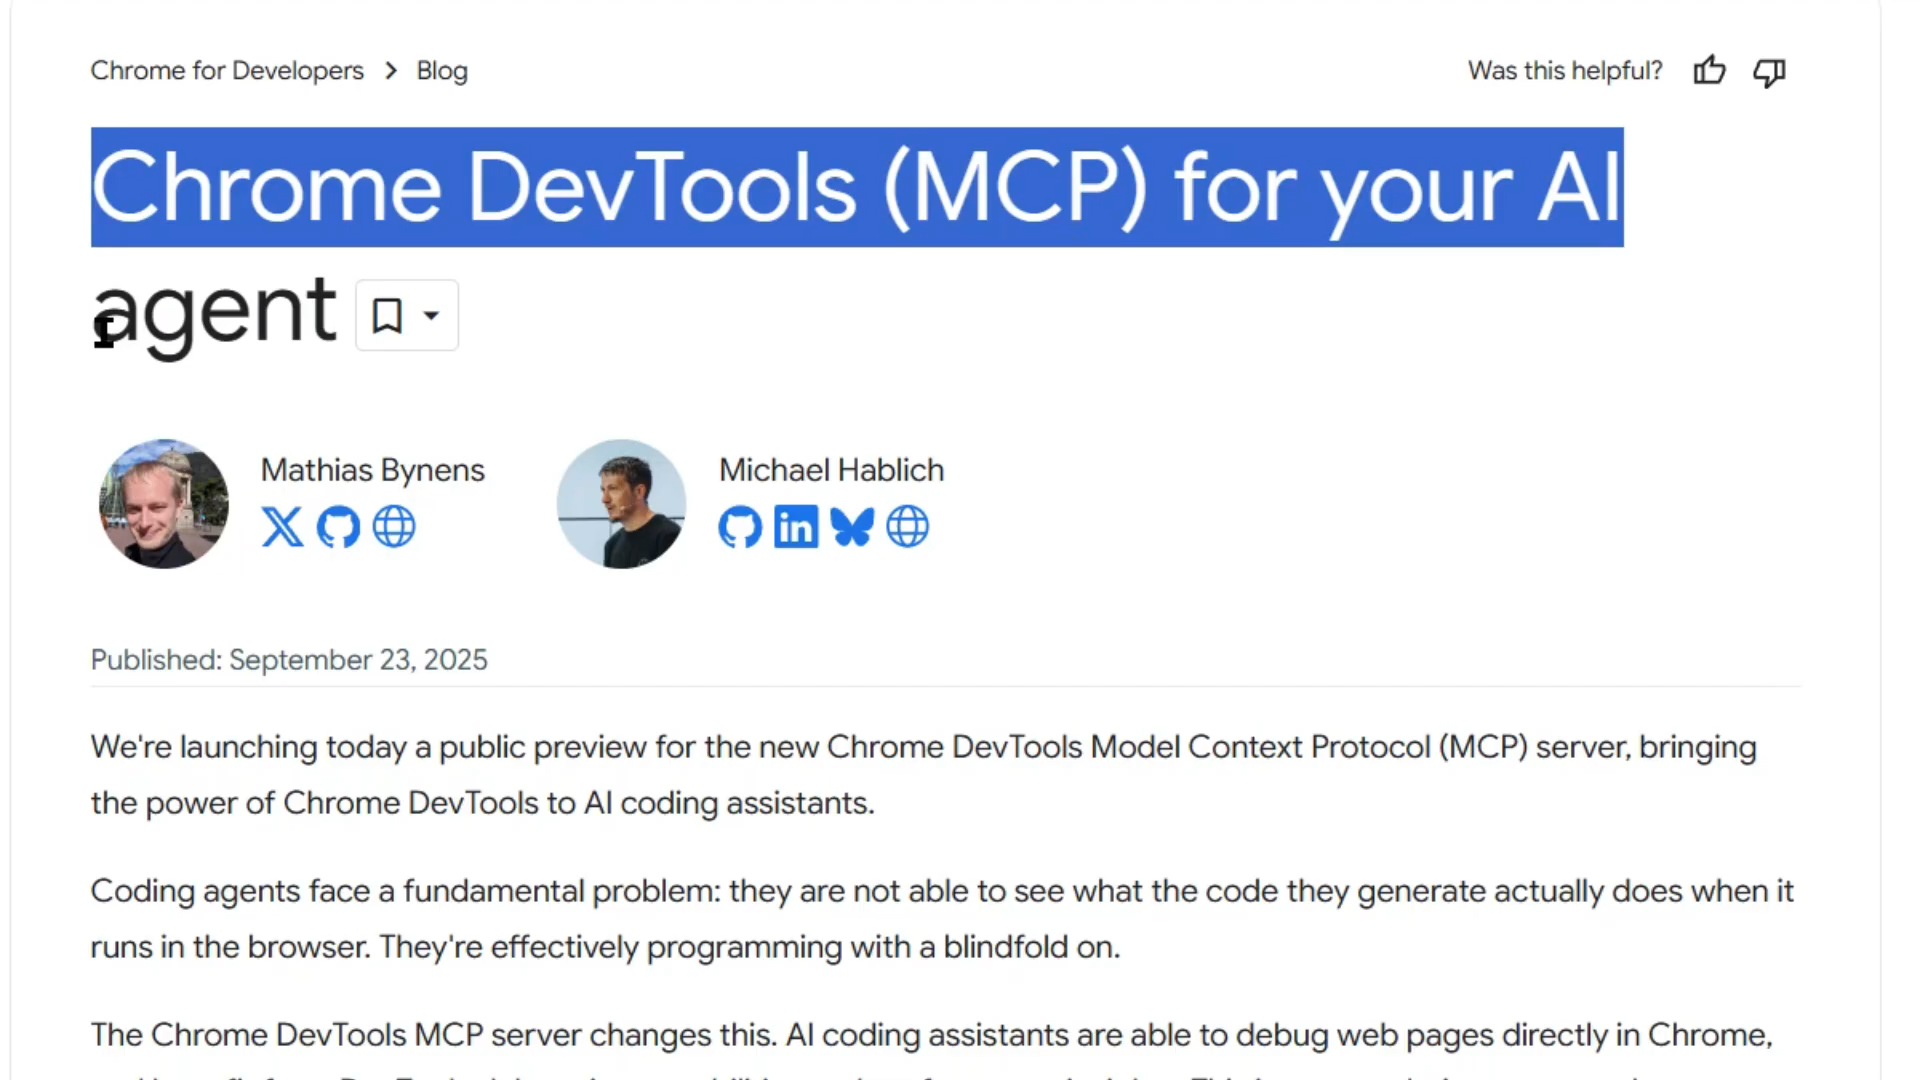 Chrome for Developers > Blog
Was this helpful?
Chrome DevTools (MCP) for your AI
agent
Mathias Bynens
Michael Hablich
Published: September 23, 2025
We're launching today a public preview for the new Chrome DevTools Model Context Protocol (MCP) server, bringing
the power of Chrome DevTools to AI coding assistants.
Coding agents face a fundamental problem: they are not able to see what the code they generate actually does when it
runs in the browser. They're effectively programming with a blindfold on.
The Chrome DevTools MCP server changes this. AI coding assistants are able to debug web pages directly in Chrome,